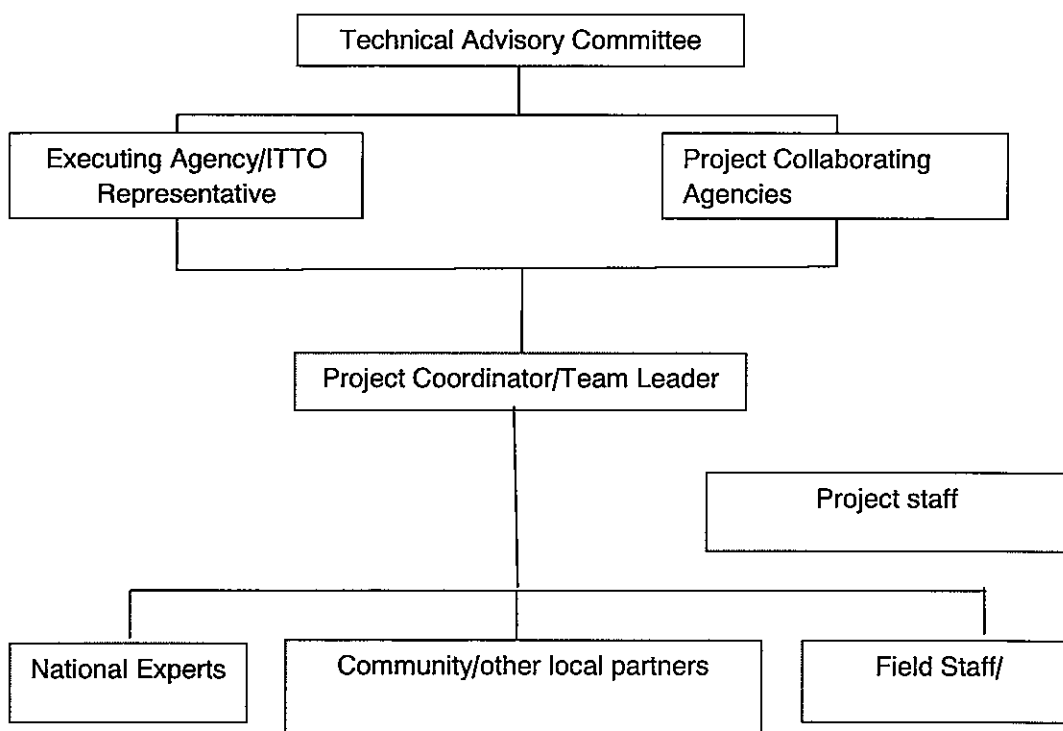 Technical Advisory Committee
Executing Agency/ITTO
Representative
Project Collaborating
Agencies
Project Coordinator/Team Leader
Project staff
National Experts
Community/other local partners
Field Staff/